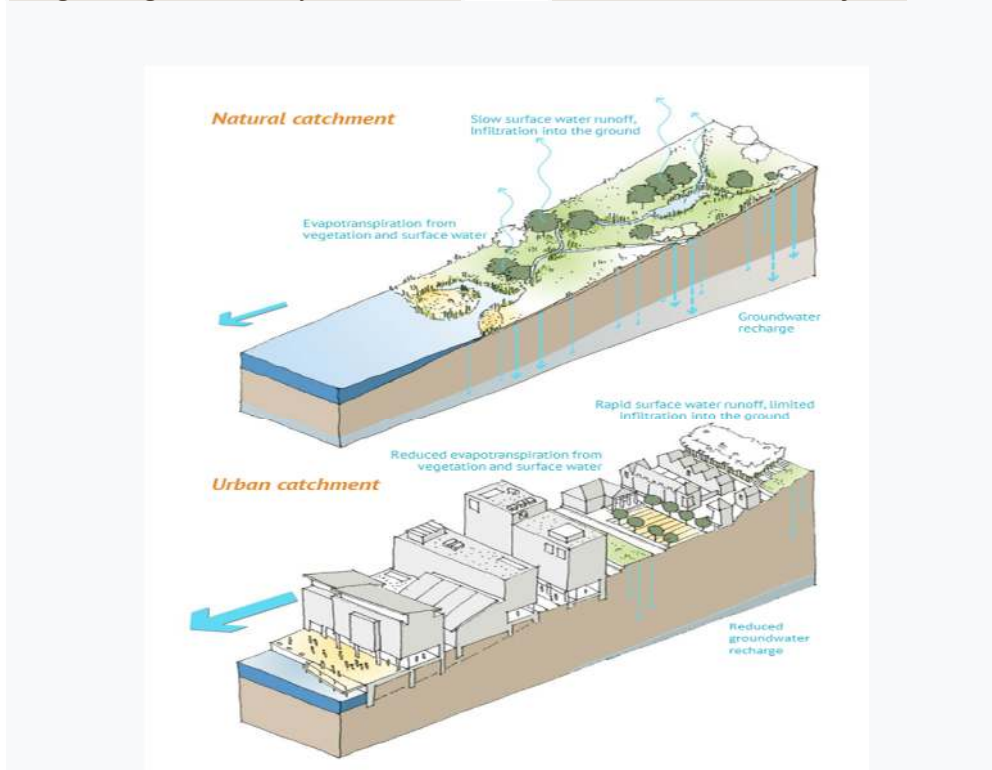 Natural catchment
Slow surface water runoff,
Infiltration into the ground
Evapotranspiration from
vegetation and surface water
Groundwater
recharge
Rapid surface water runoff, limited
infiltration into the ground
Reduced evapotranspiration from
vegetation and surface water
Urban catchment
Reduced
groundwater
recharge